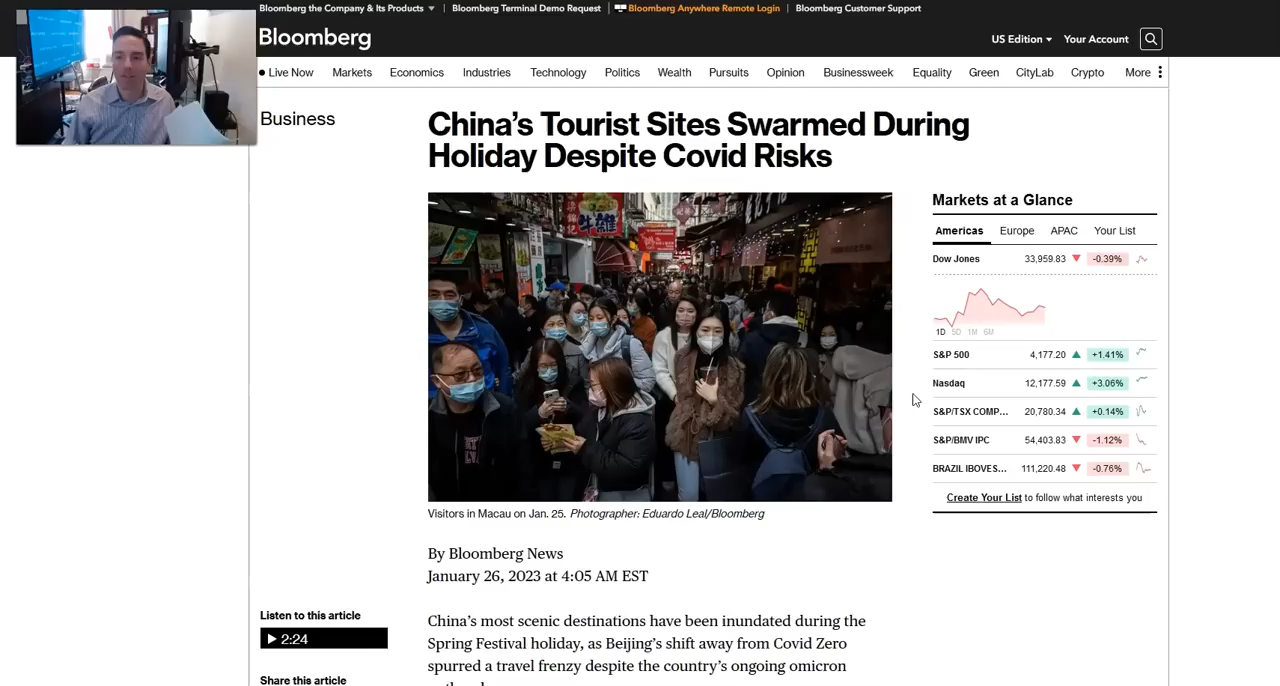 Bloomberg the Company & Its Products ▼ | Bloomberg Terminal Demo Request | Bloomberg Anywhere Remote Login | Bloomberg Customer Support
Bloomberg
US Edition ▾ Your Account
• Live Now Markets Economics Industries Technology Politics Wealth Pursuits Opinion Businessweek Equality Green CityLab Crypto More
Business
China's Tourist Sites Swarmed During
Holiday Despite Covid Risks
Visitors in Macau on Jan. 25. Photographer: Eduardo Leal/Bloomberg
By Bloomberg News
January 26, 2023 at 4:05 AM EST
Listen to this article
2:24
Share this article
China's most scenic destinations have been inundated during the
Spring Festival holiday, as Beijing's shift away from Covid Zero
spurred a travel frenzy despite the country's ongoing omicron
Markets at a Glance
Americas Europe APAC Your List
Dow Jones 33,959.83 ▼ -0.39%
1D 5D 1M 6M
S&P 500 4,177.20 ▲ +1.41%
Nasdaq 12,177.59 ▲ +3.06%
S&P/TSX COMP... 20,780.34 ▲ +0.14%
S&P/BMV IPC 54,403.83 ▼ -1.12%
BRAZIL IBOVES... 111,220.48 ▼ -0.76%
Create Your List to follow what interests you